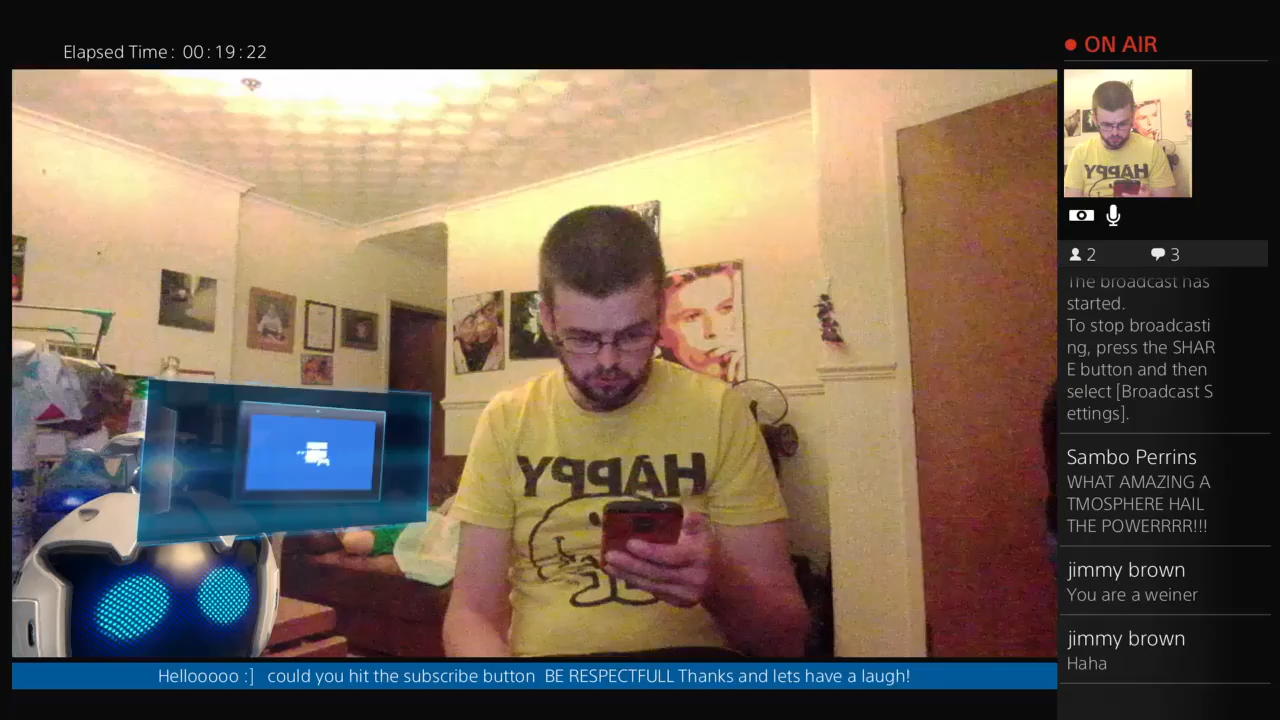 Elapsed Time: 00:19:22
ON AIR
2
3
The broadcast has
started.
To stop broadcasti
ng, press the SHAR
E button and then
select [Broadcast S
ettings].
Sambo Perrins
WHAT AMAZING A
TMOSPHERE HAIL
THE POWERRRR!!!
jimmy brown
You are a weiner
jimmy brown
Haha
HAPPY
HAPPY
Hellooooo :] could you hit the subscribe button BE RESPECTFULL Thanks and lets have a laugh!